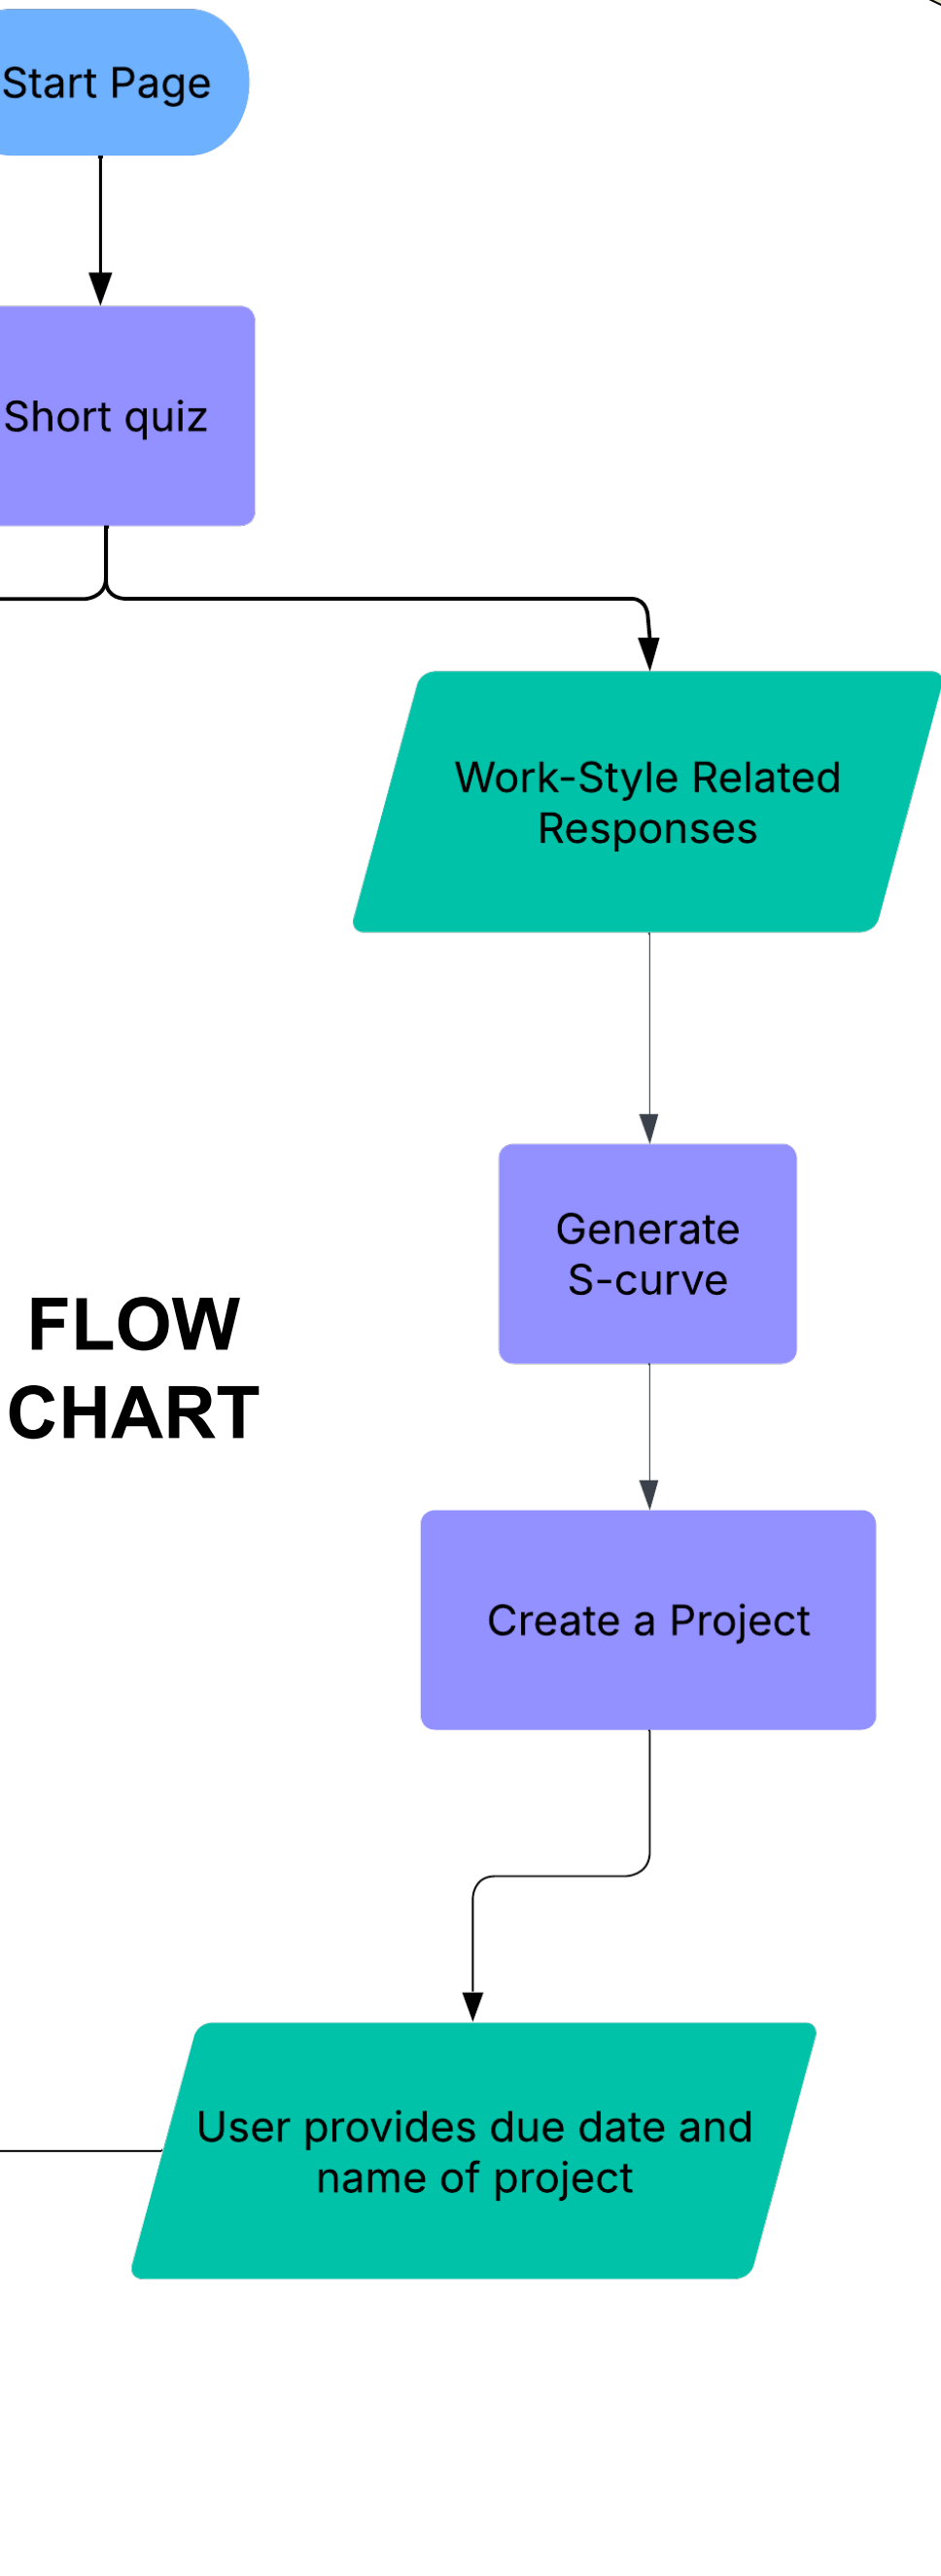 Start Page
Short quiz
Work-Style Related
Responses
Generate
S-curve
FLOW
CHART
Create a Project
User provides due date and
name of project